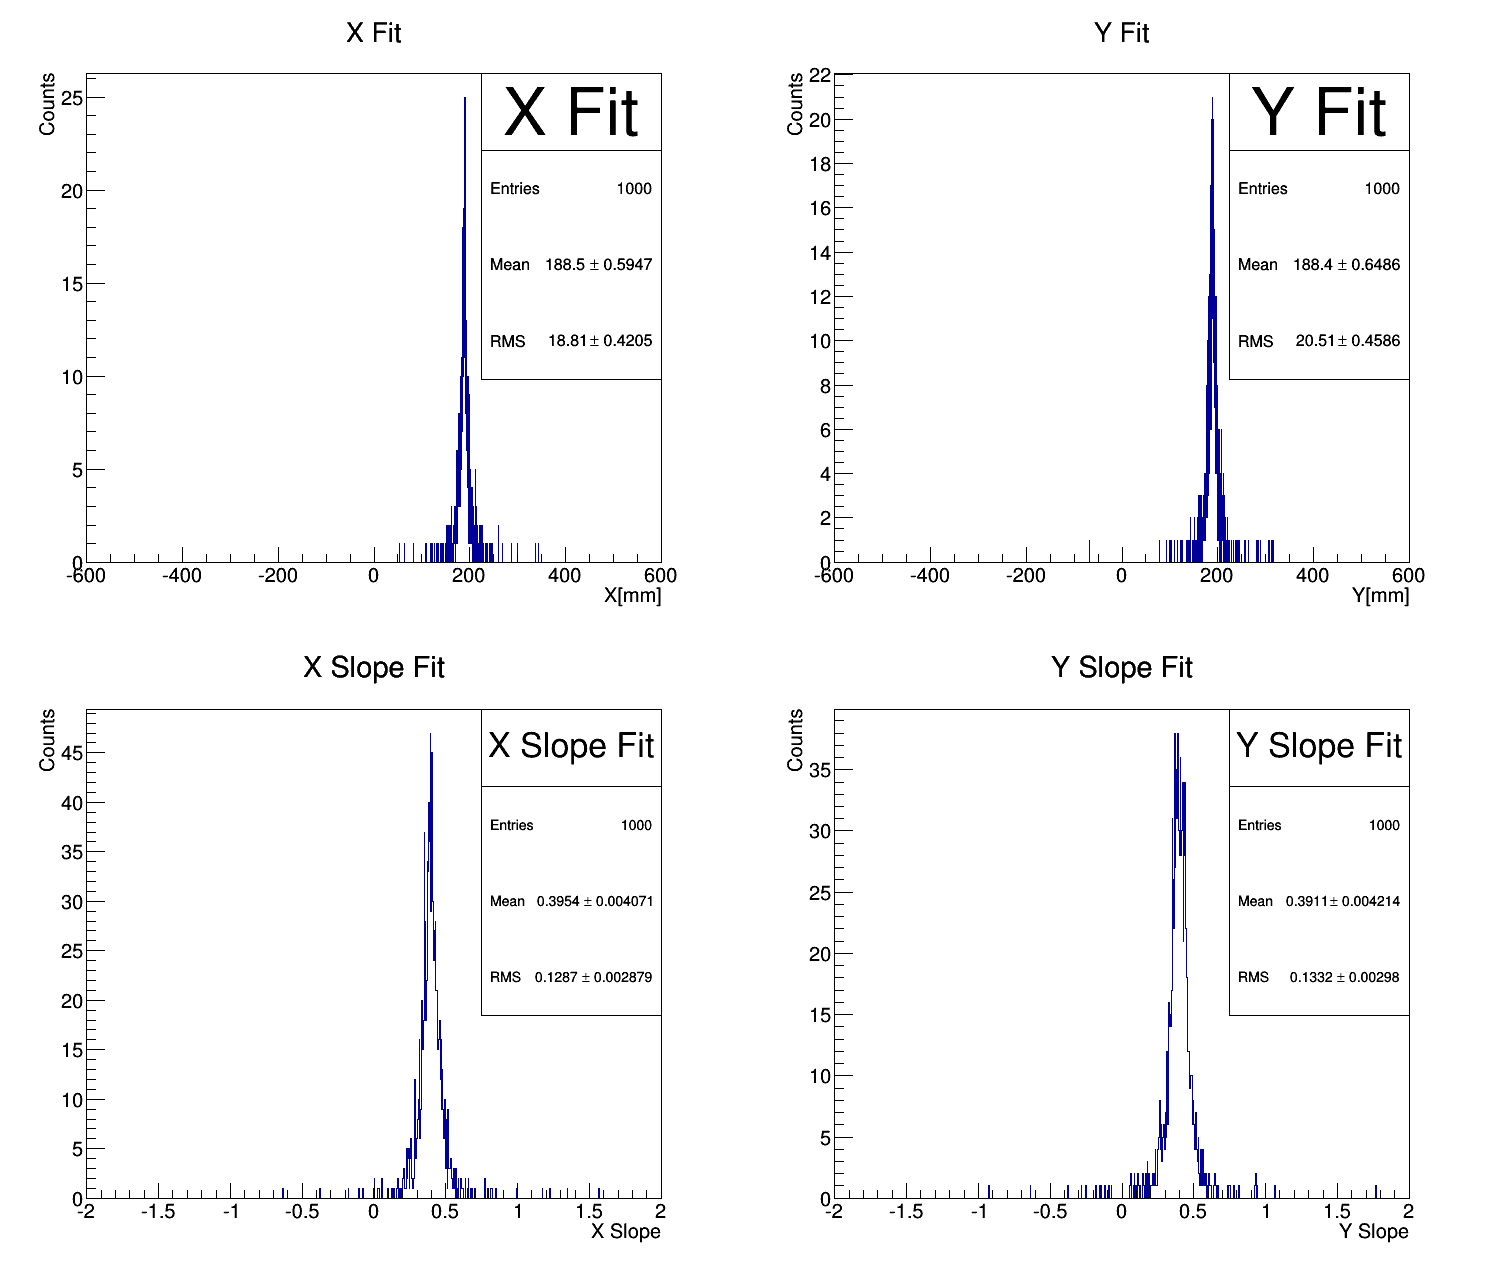 X Fit
Counts
X Fit
Entries 1000
Mean 188.5 ± 0.5947
RMS 18.81 ± 0.4205
25
20
15
10
5
0
-600 -400 -200 0 200 400 600
X[mm]
Y Fit
Counts
Y Fit
Entries 1000
Mean 188.4 ± 0.6486
RMS 20.51 ± 0.4586
22
20
18
16
14
12
10
8
6
4
2
0
-600 -400 -200 0 200 400 600
Y[mm]
X Slope Fit
Counts
X Slope Fit
Entries 1000
Mean 0.3954 ± 0.004071
RMS 0.1287 ± 0.002879
45
40
35
30
25
20
15
10
5
0
-2 -1.5 -1 -0.5 0 0.5 1 1.5 2
X Slope
Y Slope Fit
Counts
Y Slope Fit
Entries 1000
Mean 0.3911 ± 0.004214
RMS 0.1332 ± 0.00298
35
30
25
20
15
10
5
0
-2 -1.5 -1 -0.5 0 0.5 1 1.5 2
Y Slope